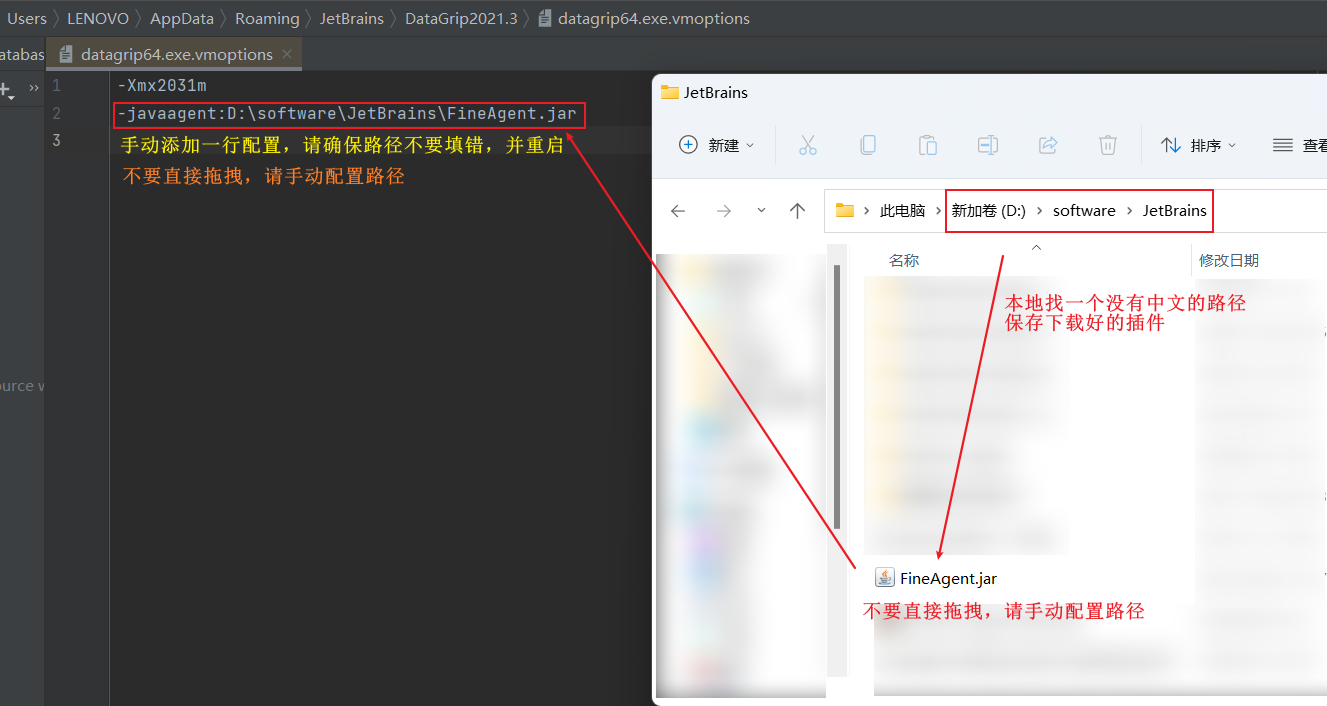 Users 〉 LENOVO 〉 AppData 〉 Roaming 〉 JetBrains 〉 DataGrip2021.3 〉 datagrip64.exe.vmoptions
atabas
datagrip64.exe.vmoptions ×
1 -Xmx2031m
2 -javaagent:D:\software\JetBrains\FineAgent.jar
3
手动添加一行配置，请确保路径不要填错，并重启
不要直接拖拽，请手动配置路径
ource w
JetBrains
新建
排序
查看
此电脑 › 新加卷 (D:) › software › JetBrains
名称
修改日期
本地找一个没有中文的路径
保存下载好的插件
FineAgent.jar
不要直接拖拽，请手动配置路径